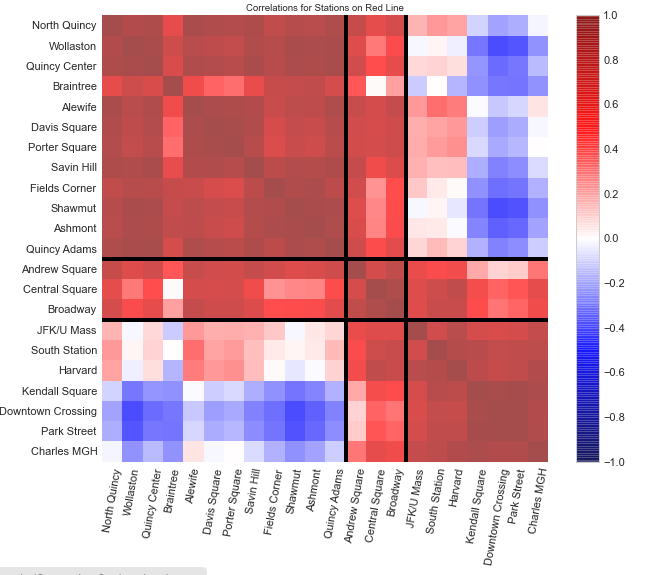 Correlations for Stations on Red Line
North Quincy
Wollaston
Quincy Center
Braintree
Alewife
Davis Square
Porter Square
Savin Hill
Fields Corner
Shawmut
Ashmont
Quincy Adams
Andrew Square
Central Square
Broadway
JFK/U Mass
South Station
Harvard
Kendall Square
Downtown Crossing
Park Street
Charles MGH
North Quincy
Wollaston
Quincy Center
Braintree
Alewife
Davis Square
Porter Square
Savin Hill
Fields Corner
Shawmut
Ashmont
Quincy Adams
Andrew Square
Central Square
Broadway
JFK/U Mass
South Station
Harvard
Kendall Square
Downtown Crossing
Park Street
Charles MGH
1.0
0.8
0.6
0.4
0.2
0.0
−0.2
−0.4
−0.6
−0.8
−1.0